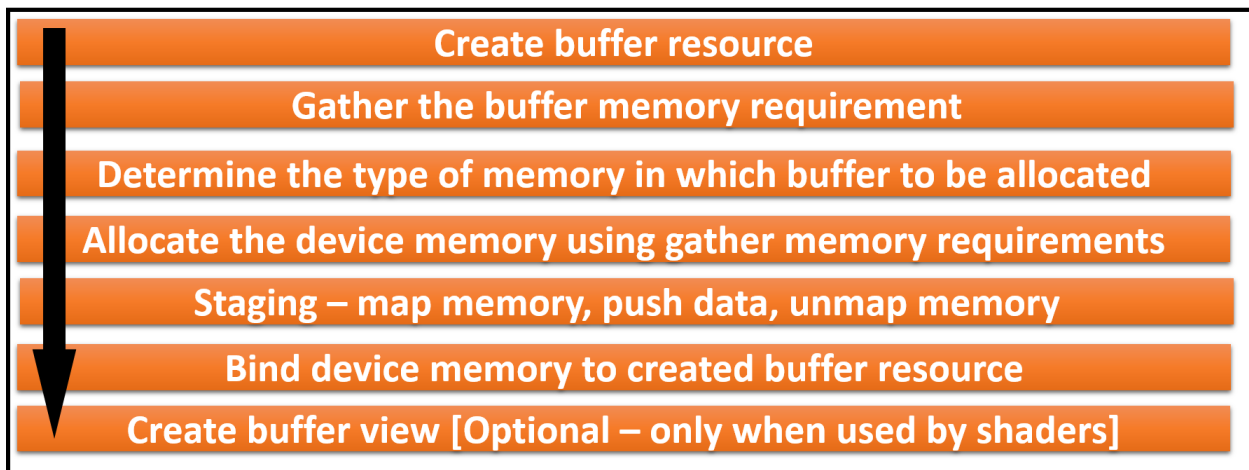 Create buffer resource
Gather the buffer memory requirement
Determine the type of memory in which buffer to be allocated
Allocate the device memory using gather memory requirements
Staging – map memory, push data, unmap memory
Bind device memory to created buffer resource
Create buffer view [Optional – only when used by shaders]